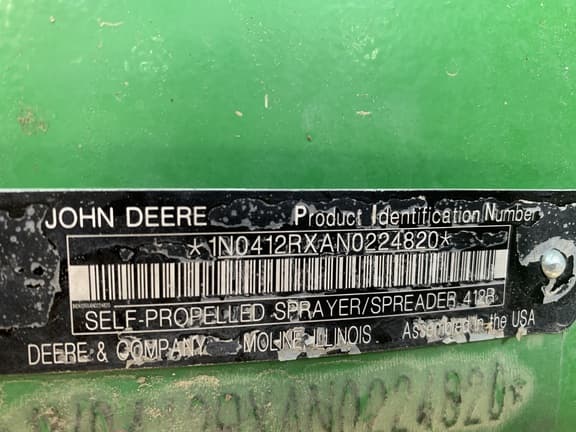 JOHN DEERE Product Identification Number
*1N0412RXAN0224820*
SELF-PROPELLED SPRAYER/SPREADER 412R
DEERE & COMPANY MOLINE, ILLINOIS Assembled in the USA
N0224820*